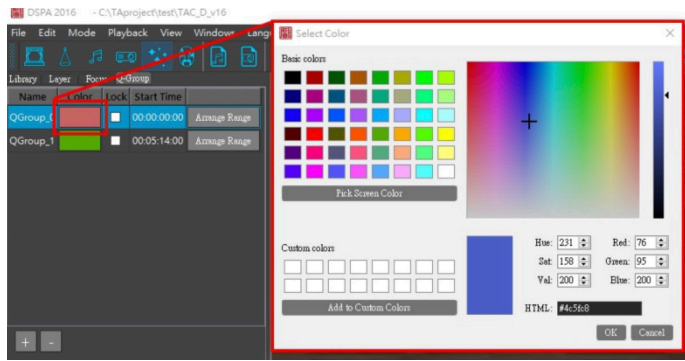 DSPA 2016 - C:\TAproject\test\TAC_D_v16
File Edit Mode Playback View Windows Langu
Library Layer Focus Q-Group
Name Color Lock Start Time
QGroup_0 00:00:00:00 Arrange Range
QGroup_1 00:05:14:00 Arrange Range
+ -
Select Color
Basic colors
Pick Screen Color
Custom colors
Add to Custom Colors
Hue: 231 Red: 76
Sat: 158 Green: 95
Val: 200 Blue: 200
HTML: #4c5fc8
OK Cancel